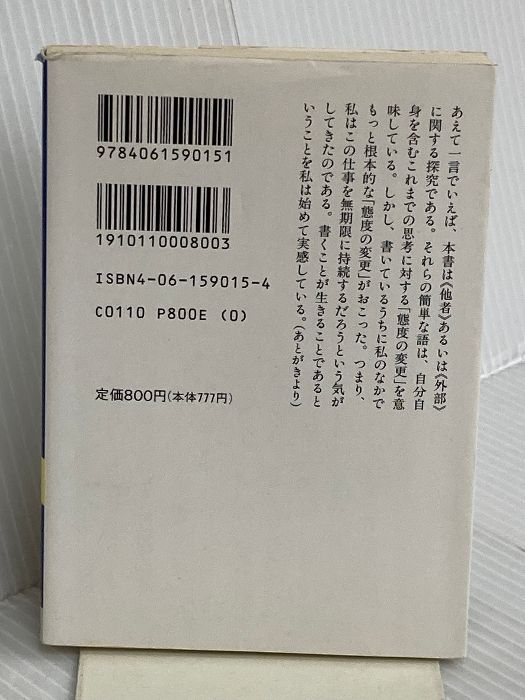 あえて一言でいえば、本書は《他者》あるいは《外部》
に関する探究である。それらの簡単な語は、自分自
身を含むこれまでの思考に対する「態度の変更」を意
味している。しかし、書いているうちに私のなかで
もっと根本的な「態度の変更」がおこった。つまり、
私はこの仕事を無期限に持続するだろうという気が
してきたのである。書くことが生きることであると
いうことを私は始めて実感している。(あとがきより)
9784061590151
1910110008003
ISBN4-06-159015-4
C0110 P800E (0)
定価800円(本体777円)